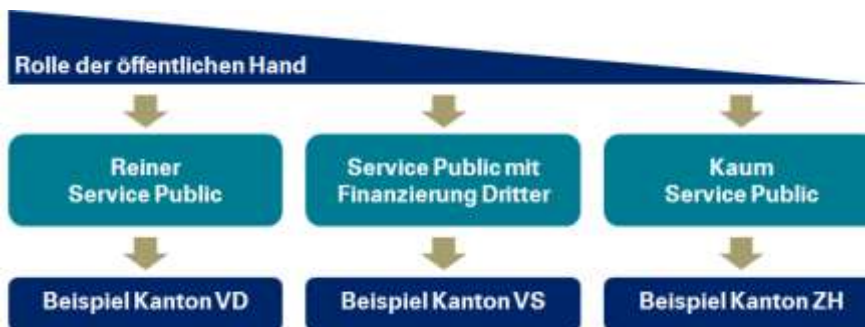 Rolle der öffentlichen Hand
Reiner
Service Public
Service Public mit
Finanzierung Dritter
Kaum
Service Public
Beispiel Kanton VD
Beispiel Kanton VS
Beispiel Kanton ZH